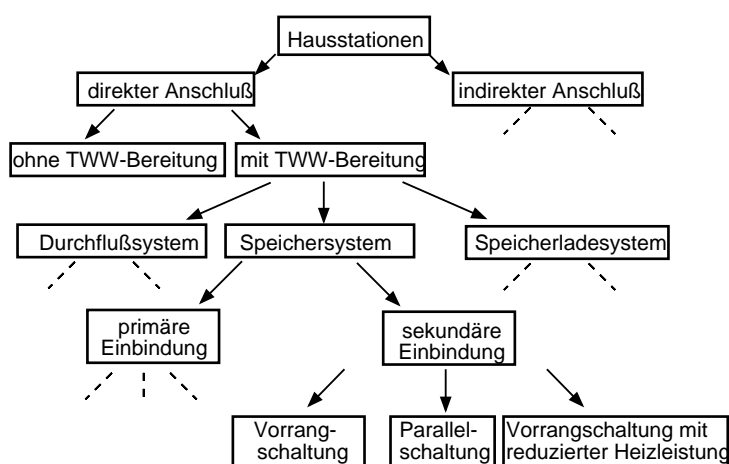 Hausstationen
direkter Anschluß
indirekter Anschluß
ohne TWW-Bereitung
mit TWW-Bereitung
Durchflußsystem
Speichersystem
Speicherladesystem
primäre
Einbindung
sekundäre
Einbindung
Vorrang-
schaltung
Parallel-
schaltung
Vorrangschaltung mit
reduzierter Heizleistung